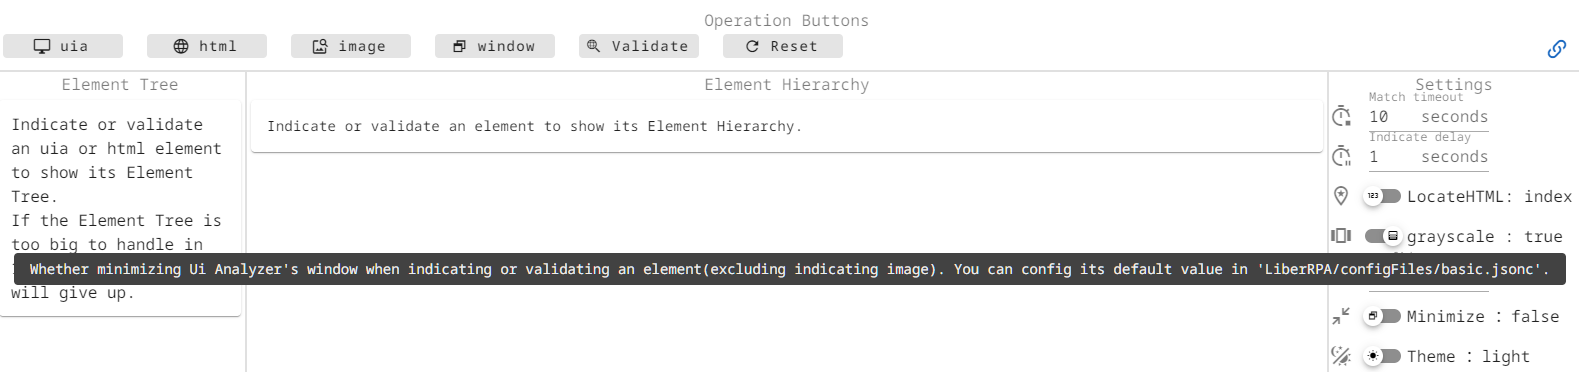 Operation Buttons
uia
html
image
window
Validate
Reset
Element Tree
Indicate or validate
an uia or html element
to show its Element
Tree.
If the Element Tree is
too big to handle in
will give up.
Element Hierarchy
Indicate or validate an element to show its Element Hierarchy.
Settings
Match timeout
10 seconds
Indicate delay
1 seconds
LocateHTML: index
grayscale : true
Whether minimizing Ui Analyzer's window when indicating or validating an element(excluding indicating image). You can config its default value in 'LiberRPA/configFiles/basic.jsonc'.
Minimize : false
Theme : light